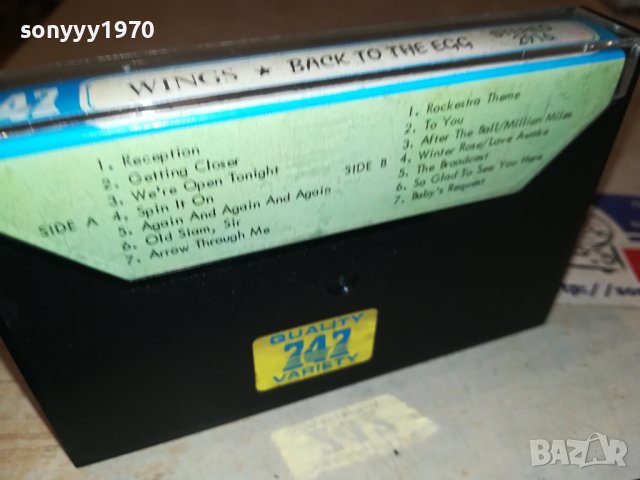 sonyyy1970
47
WINGS ★ BACK TO THE EGG
STEREO
SIDE A
1. Reception
2. Getting Closer
3. We're Open Tonight
4. Spin It On
5. Again And Again And Again
6. Old Siam, Sir
7. Arrow Through Me
SIDE B
1. Rockestra Theme
2. To You
3. After The Ball/Million Miles
4. Winter Rose/Love Awake
5. The Broadcast
6. So Glad To See You Here
7. Baby's Request
QUALITY
747
VARIETY
BAZAR